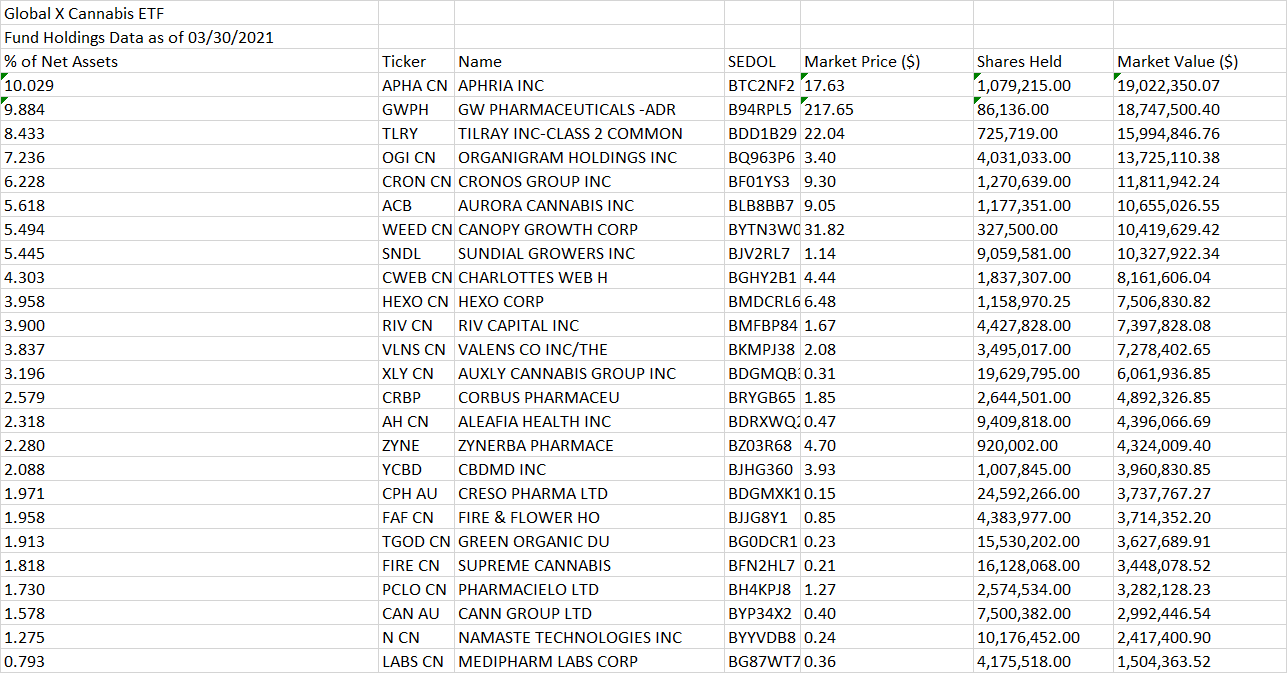 Global X Cannabis ETF
Fund Holdings Data as of 03/30/2021
% of Net Assets Ticker Name SEDOL Market Price ($) Shares Held Market Value ($)
10.029 APHA CN APHRIA INC BTC2NF2 17.63 1,079,215.00 19,022,350.07
9.884 GWPH GW PHARMACEUTICALS -ADR B94RPL5 217.65 86,136.00 18,747,500.40
8.433 TLRY TILRAY INC-CLASS 2 COMMON BDD1B29 22.04 725,719.00 15,994,846.76
7.236 OGI CN ORGANIGRAM HOLDINGS INC BQ963P6 3.40 4,031,033.00 13,725,110.38
6.228 CRON CN CRONOS GROUP INC BF01YS3 9.30 1,270,639.00 11,811,942.24
5.618 ACB AURORA CANNABIS INC BLB8BB7 9.05 1,177,351.00 10,655,026.55
5.494 WEED CN CANOPY GROWTH CORP BYTN3W0 31.82 327,500.00 10,419,629.42
5.445 SNDL SUNDIAL GROWERS INC BJV2RL7 1.14 9,059,581.00 10,327,922.34
4.303 CWEB CN CHARLOTTES WEB H BGHY2B1 4.44 1,837,307.00 8,161,606.04
3.958 HEXO CN HEXO CORP BMDCRL6 6.48 1,158,970.25 7,506,830.82
3.900 RIV CN RIV CAPITAL INC BMFBP84 1.67 4,427,828.00 7,397,828.08
3.837 VLNS CN VALENS CO INC/THE BKMPJ38 2.08 3,495,017.00 7,278,402.65
3.196 XLY CN AUXLY CANNABIS GROUP INC BDGMQB 0.31 19,629,795.00 6,061,936.85
2.579 CRBP CORBUS PHARMACEU BRYGB65 1.85 2,644,501.00 4,892,326.85
2.318 AH CN ALEAFIA HEALTH INC BDRXWQ 0.47 9,409,818.00 4,396,066.69
2.280 ZYNE ZYNERBA PHARMACE BZ03R68 4.70 920,002.00 4,324,009.40
2.088 YCBD CBDMD INC BJHG360 3.93 1,007,845.00 3,960,830.85
1.971 CPH AU CRESO PHARMA LTD BDGMXK1 0.15 24,592,266.00 3,737,767.27
1.958 FAF CN FIRE & FLOWER HO BJJG8Y1 0.85 4,383,977.00 3,714,352.20
1.913 TGOD CN GREEN ORGANIC DU BG0DCR1 0.23 15,530,202.00 3,627,689.91
1.818 FIRE CN SUPREME CANNABIS BFN2HL7 0.21 16,128,068.00 3,448,078.52
1.730 PCLO CN PHARMACIELO LTD BH4KPJ8 1.27 2,574,534.00 3,282,128.23
1.578 CAN AU CANN GROUP LTD BYP34X2 0.40 7,500,382.00 2,992,446.54
1.275 N CN NAMASTE TECHNOLOGIES INC BYYVDB8 0.24 10,176,452.00 2,417,400.90
0.793 LABS CN MEDIPHARM LABS CORP BG87WT7 0.36 4,175,518.00 1,504,363.52